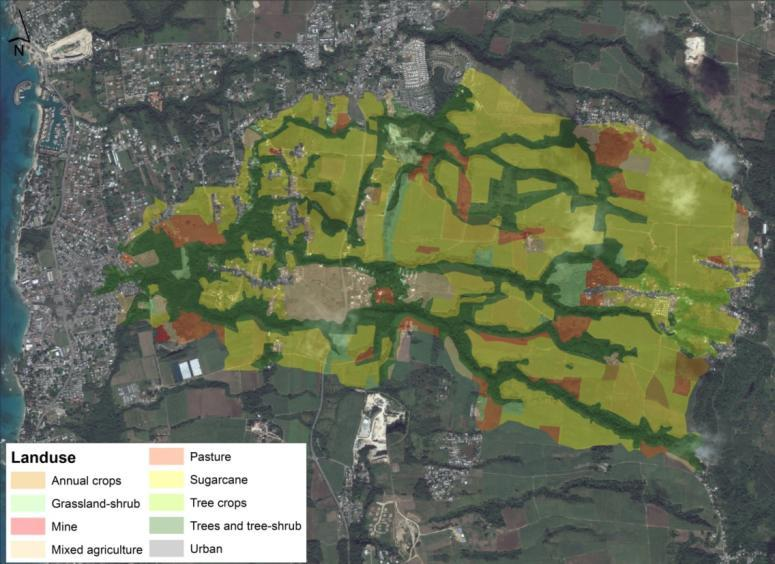 N
Landuse
Annual crops
Grassland-shrub
Mine
Mixed agriculture
Pasture
Sugarcane
Tree crops
Trees and tree-shrub
Urban